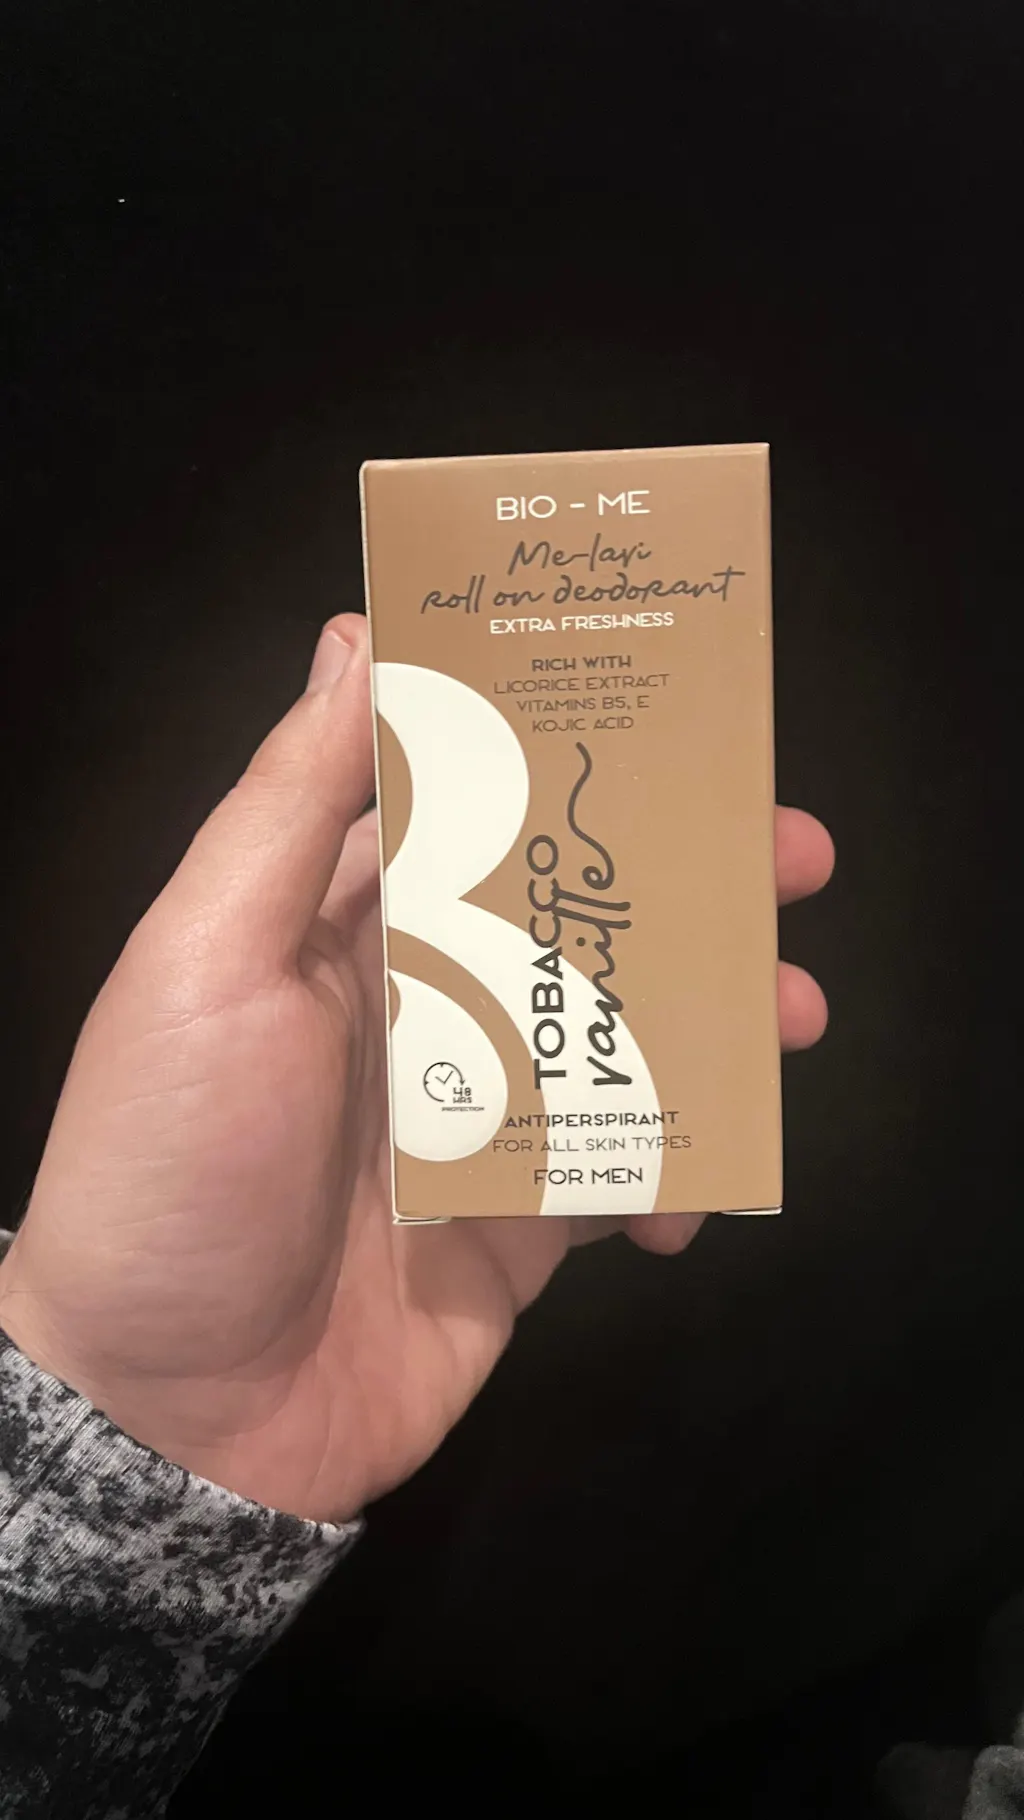 BIO - ME
Me-lavi
roll on deodorant
EXTRA FRESHNESS
RICH WITH
LICORICE EXTRACT
VITAMINS B5, E
KOJIC ACID
TOBACCO
vanille
48
HRS
PROTECTION
ANTIPERSPIRANT
FOR ALL SKIN TYPES
FOR MEN